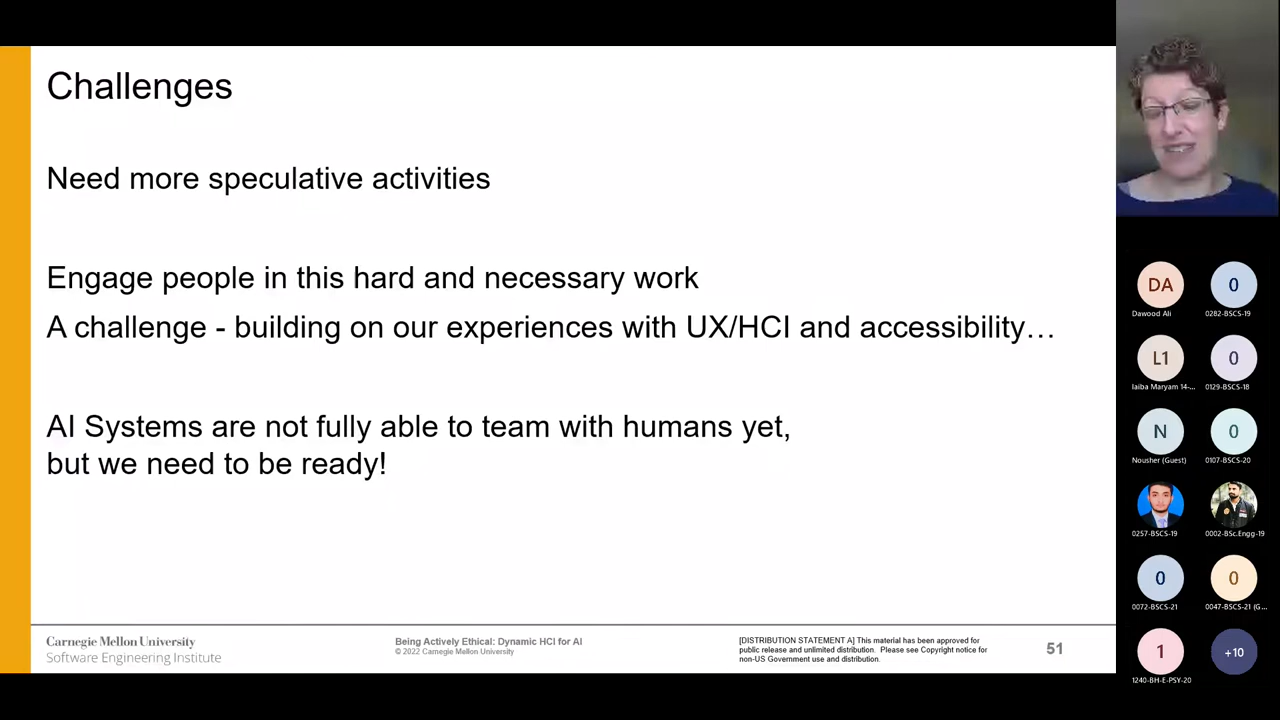 Challenges
Need more speculative activities
Engage people in this hard and necessary work
A challenge - building on our experiences with UX/HCI and accessibility…
AI Systems are not fully able to team with humans yet,
but we need to be ready!
Carnegie Mellon University
Software Engineering Institute
Being Actively Ethical: Dynamic HCI for AI
© 2022 Carnegie Mellon University
[DISTRIBUTION STATEMENT A] This material has been approved for
public release and unlimited distribution. Please see Copyright notice for
non-US Government use and distribution.
51
DA
0
Dawood Ali
0282-BSCS-19
L1
0
laiba Maryam 14-...
0129-BSCS-18
N
0
Nousher (Guest)
0107-BSCS-20
0257-BSCS-19
0002-BSc.Engg-19
0
0
0072-BSCS-21
0047-BSCS-21 (G...
1
+10
1240-BH-E-PSY-20